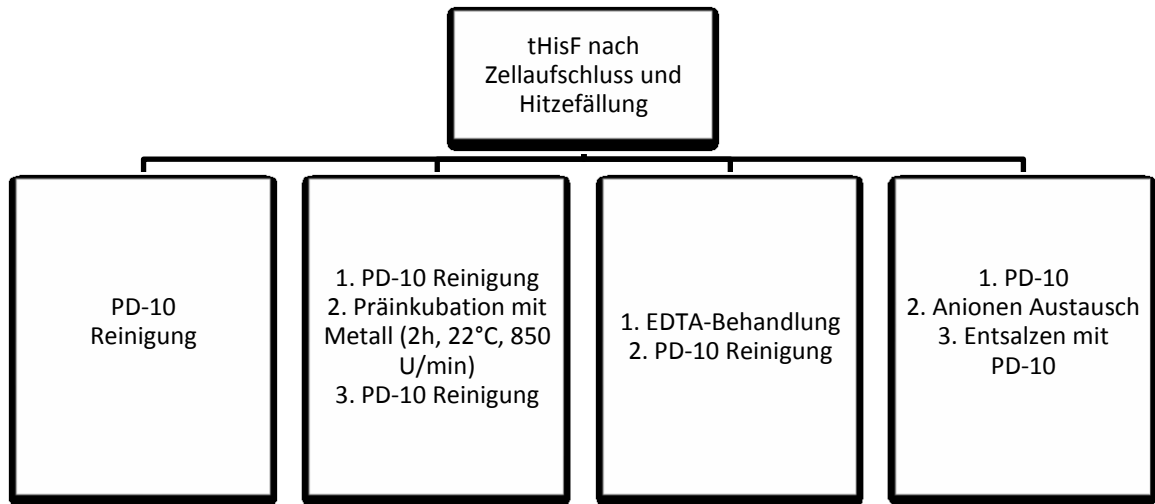 tHisF nach
Zellaufschluss und
Hitzefällung
PD-10
Reinigung
1. PD-10 Reinigung
2. Präinkubation mit
Metall (2h, 22°C, 850
U/min)
3. PD-10 Reinigung
1. EDTA-Behandlung
2. PD-10 Reinigung
1. PD-10
2. Anionen Austausch
3. Entsalzen mit
PD-10